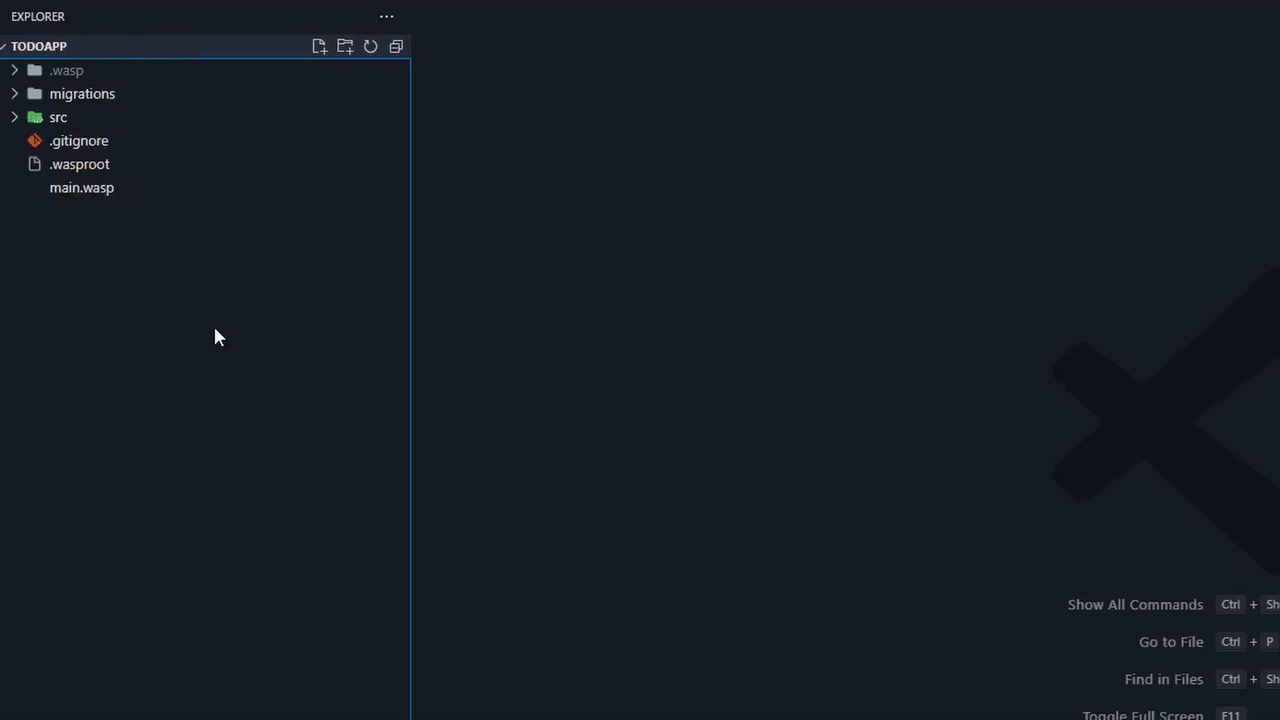 EXPLORER
TODOAPP
.wasp
migrations
src
.gitignore
.wasproot
main.wasp
Show All Commands Ctrl + Sh
Go to File Ctrl + P
Find in Files Ctrl + Sh
Toggle Full Screen F11